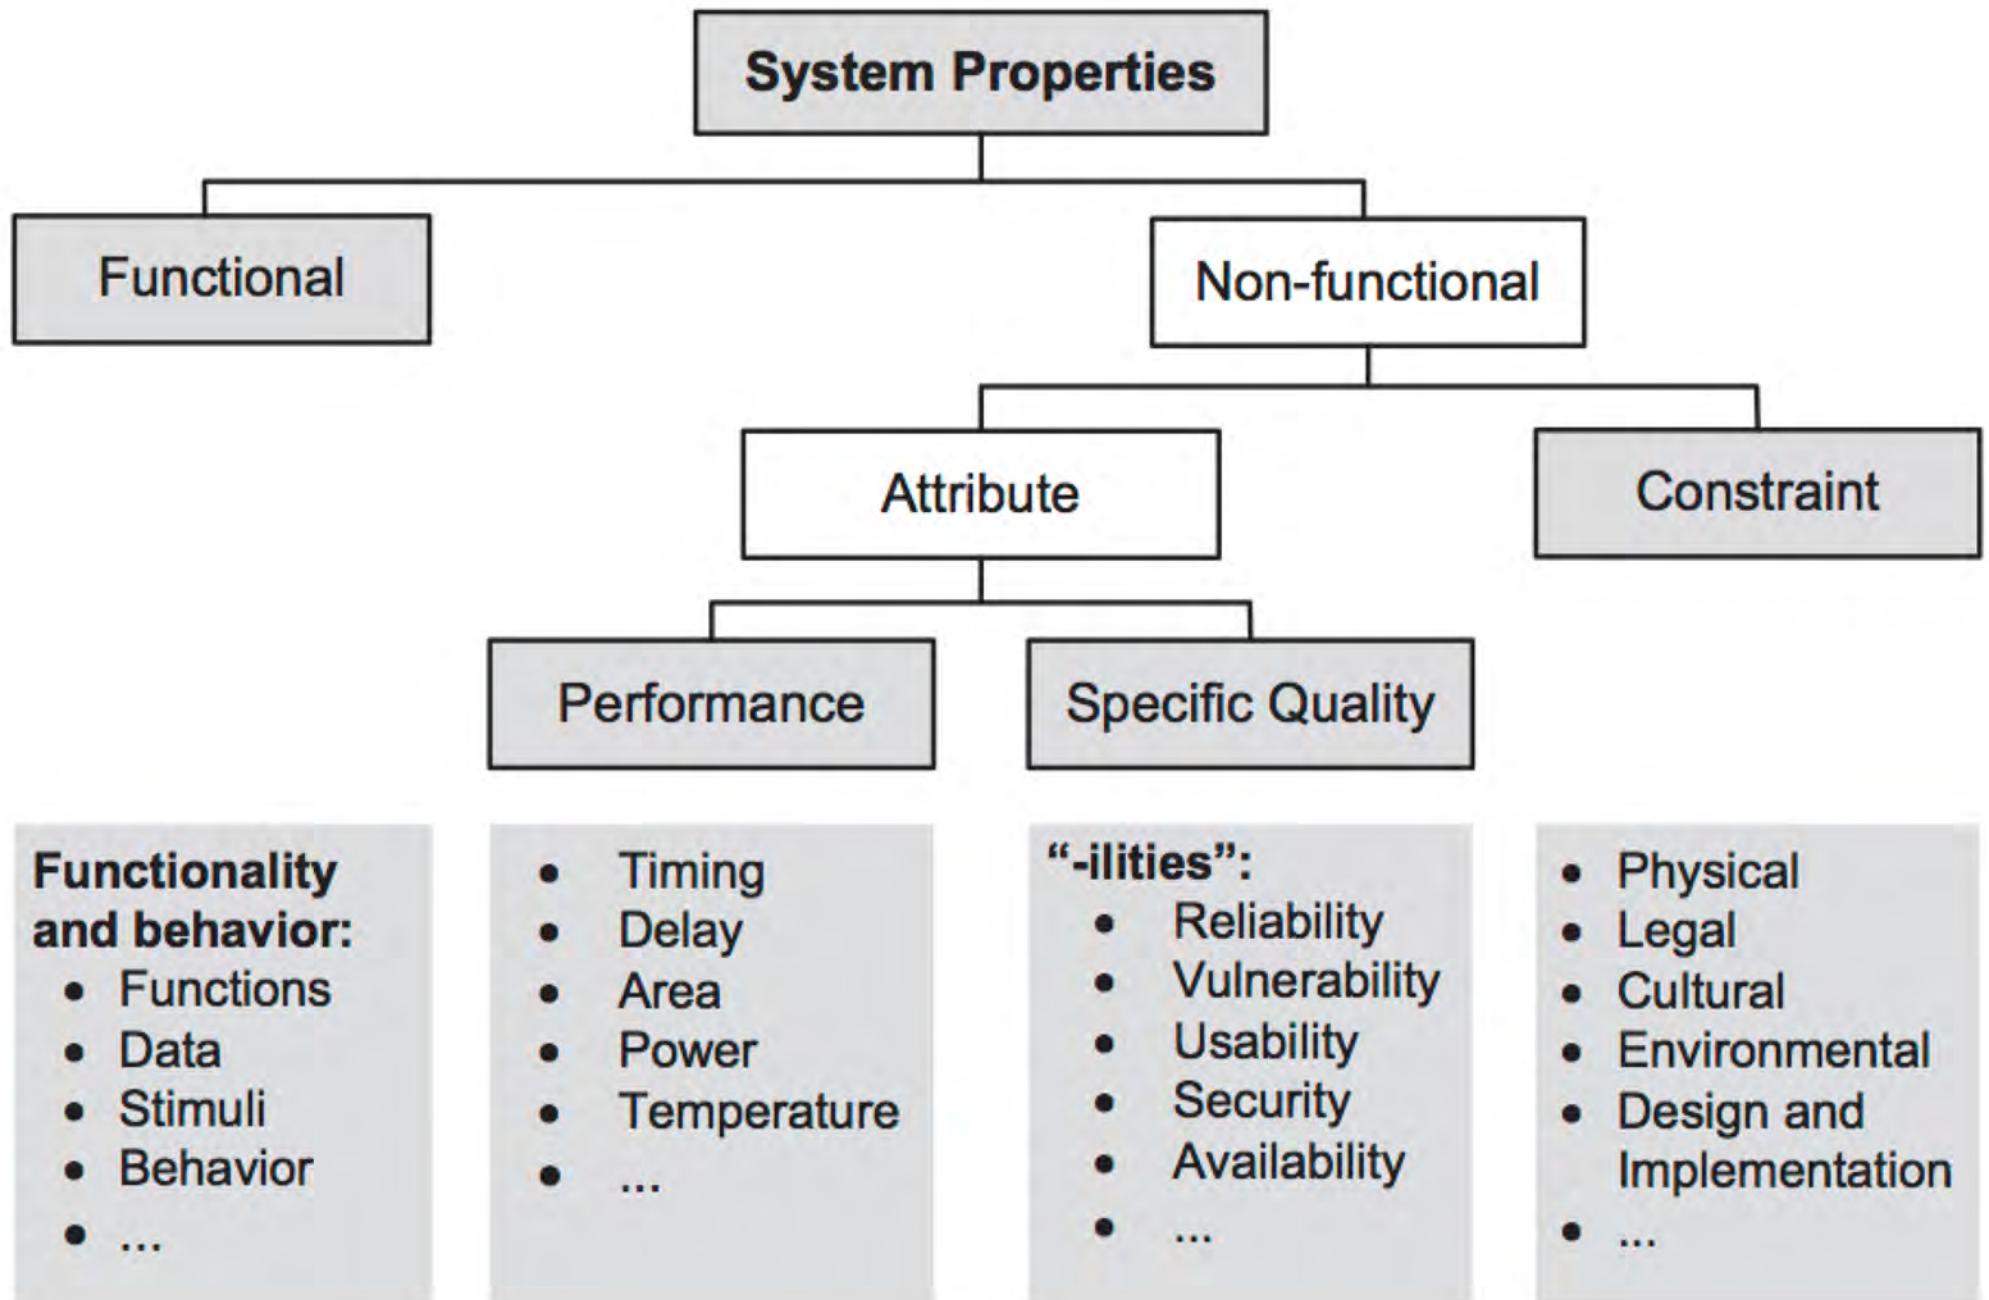 System Properties
Functional
Non-functional
Attribute
Constraint
Performance
Specific Quality
Functionality
and behavior:
• Functions
• Data
• Stimuli
• Behavior
• ...
• Timing
• Delay
• Area
• Power
• Temperature
• ...
“-ilities”:
• Reliability
• Vulnerability
• Usability
• Security
• Availability
• ...
• Physical
• Legal
• Cultural
• Environmental
• Design and
Implementation
• ...